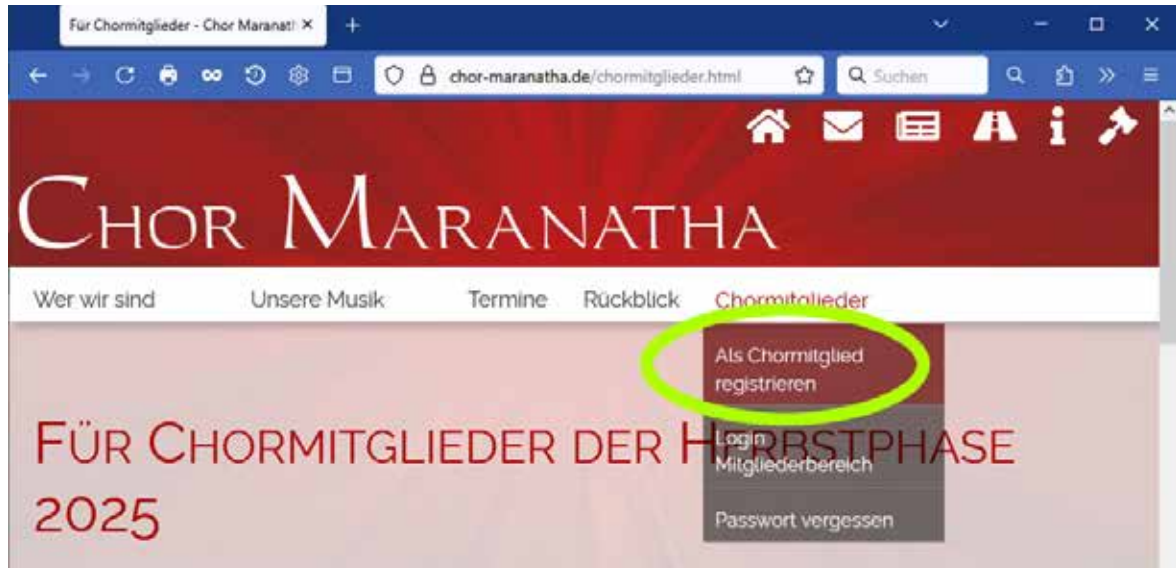 Für Chormitglieder - Chor Maranath
chor-maranatha.de/chormitglieder.html
Suchen
CHOR MARANATHA
Wer wir sind Unsere Musik Termine Rückblick Chormitglieder
Als Chormitglied
registrieren
Login
Mitgliederbereich
Passwort vergessen
FÜR CHORMITGLIEDER DER HERBSTPHASE
2025